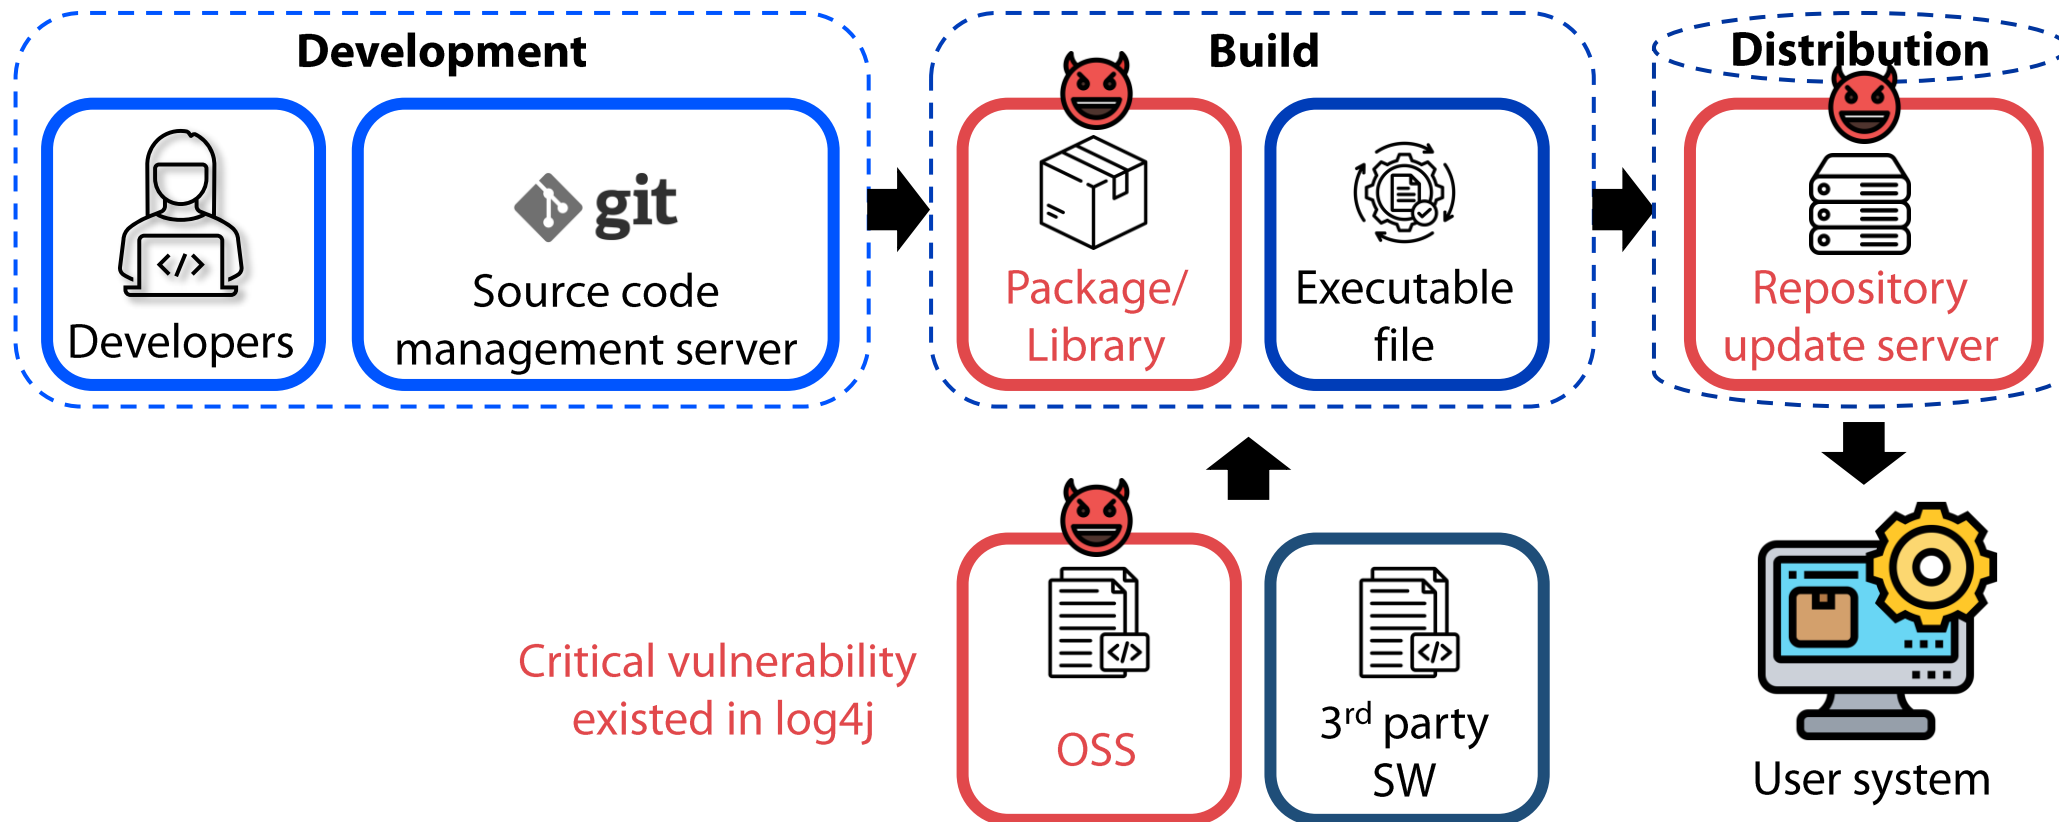 Development
Build
Distribution
git
Developers
Source code
management server
Package/
Library
Executable
file
Repository
update server
Critical vulnerability
existed in log4j
OSS
3rd party
SW
User system